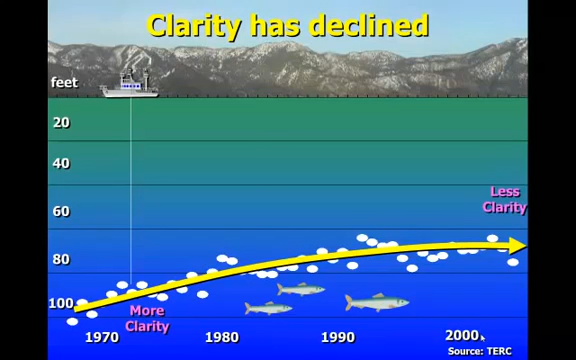 Clarity has declined
feet
20
40
60
80
100
Less
Clarity
More
Clarity
1970
1980
1990
2000
Source: TERC